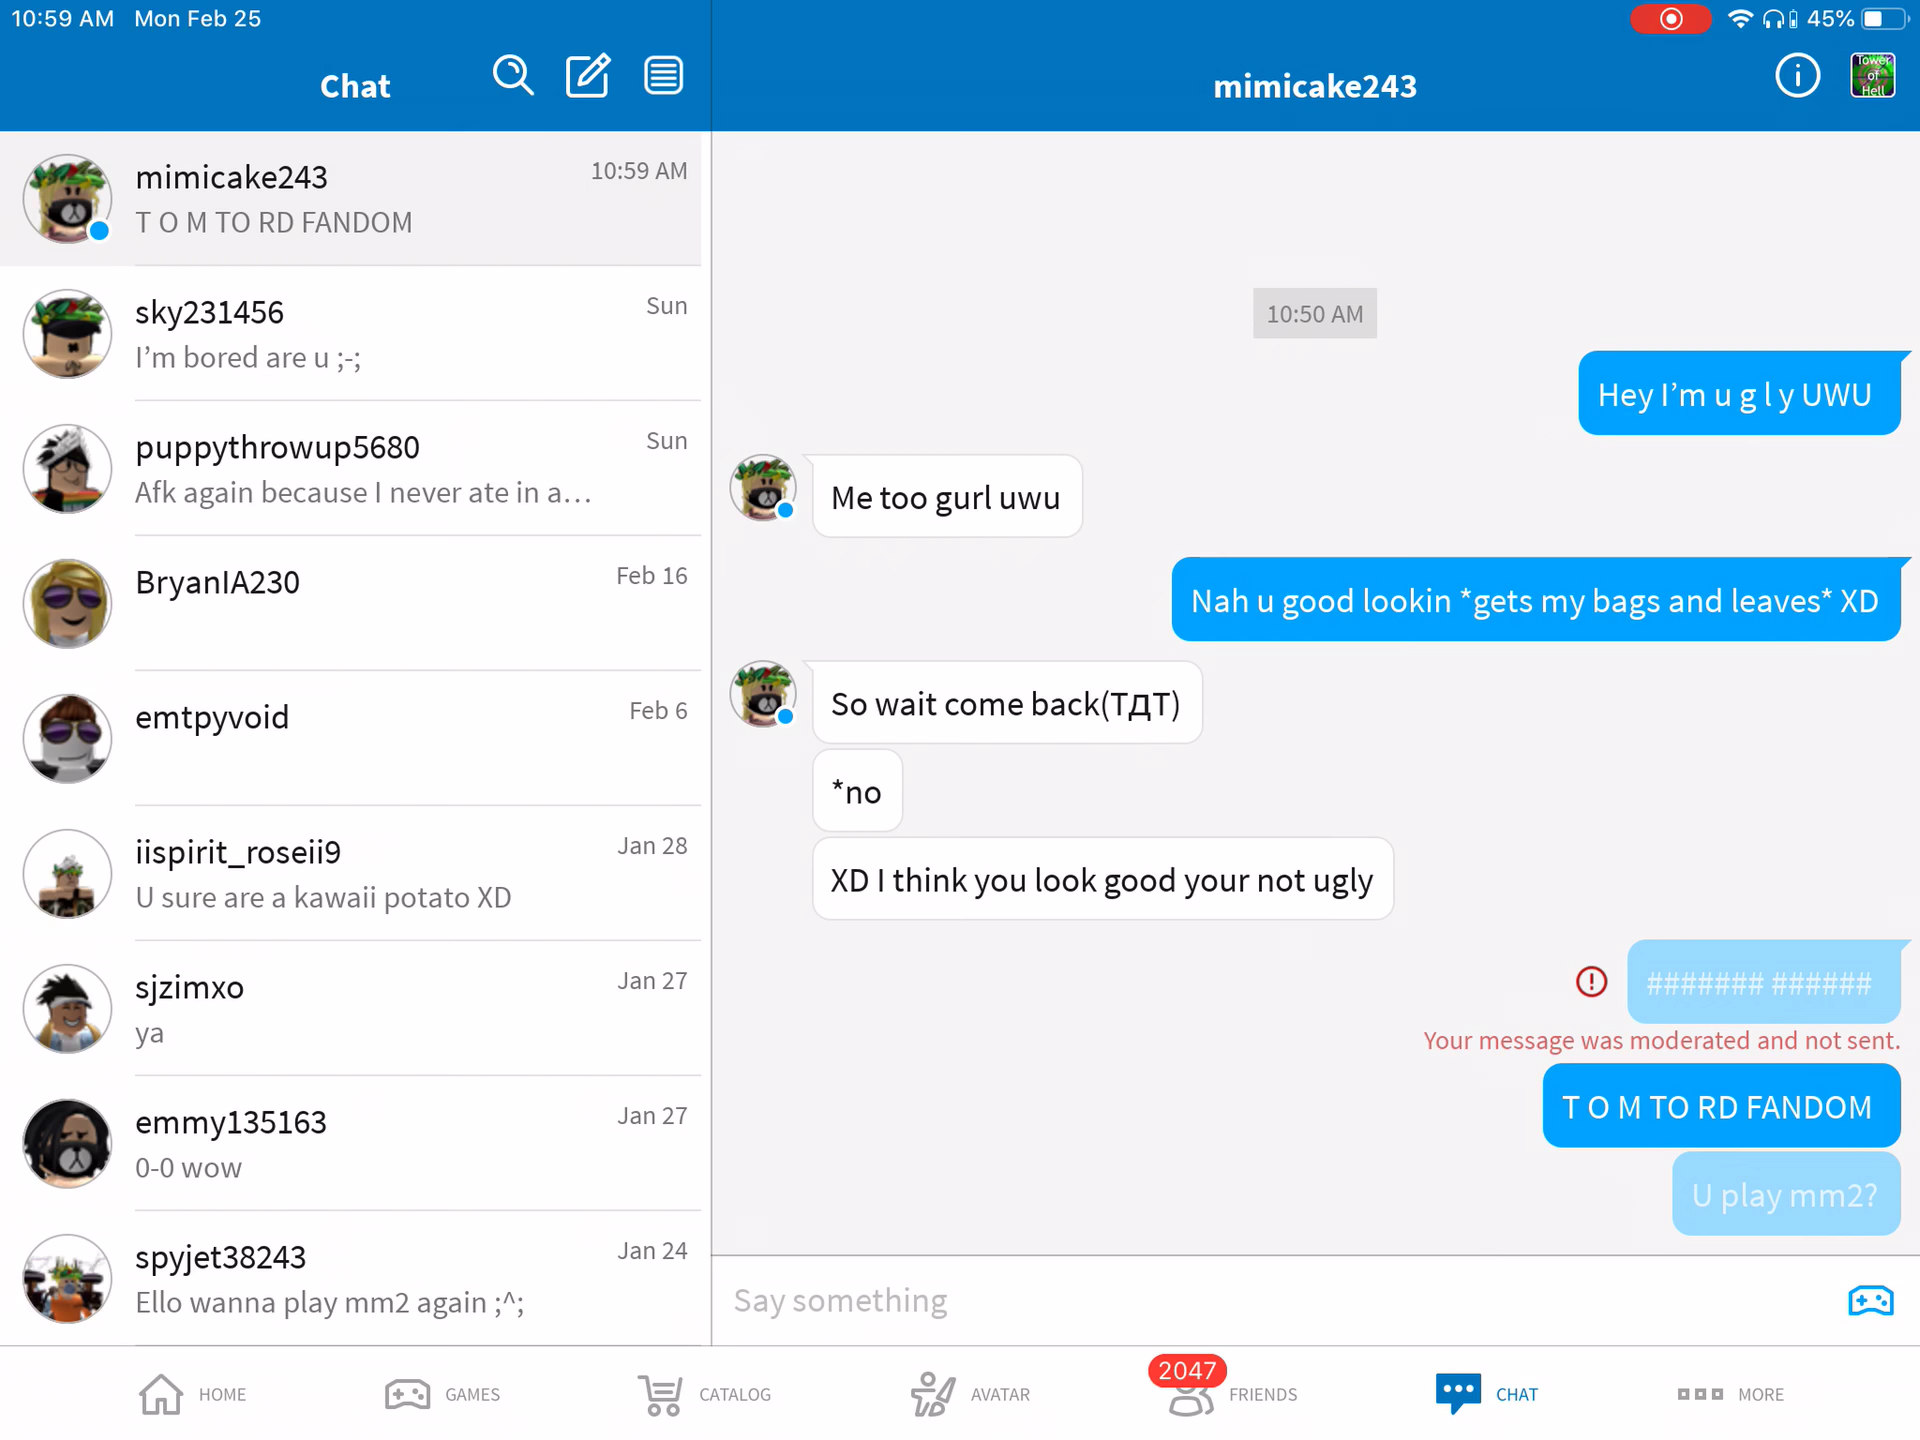 10:59 AM Mon Feb 25
45%
Chat
mimicake243
Tower
of
Hell
mimicake243
10:59 AM
T O M TO RD FANDOM
sky231456
Sun
I’m bored are u ;-;
puppythrowup5680
Sun
Afk again because I never ate in a…
BryanIA230
Feb 16
emtpyvoid
Feb 6
iispirit_roseii9
Jan 28
U sure are a kawaii potato XD
sjzimxo
Jan 27
ya
emmy135163
Jan 27
0-0 wow
spyjet38243
Jan 24
Ello wanna play mm2 again ;^;
10:50 AM
Hey I’m u g l y UWU
Me too gurl uwu
Nah u good lookin *gets my bags and leaves* XD
So wait come back(TДT)
*no
XD I think you look good your not ugly
####### ######
Your message was moderated and not sent.
T O M TO RD FANDOM
U play mm2?
Say something
HOME
GAMES
CATALOG
AVATAR
2047
FRIENDS
CHAT
MORE